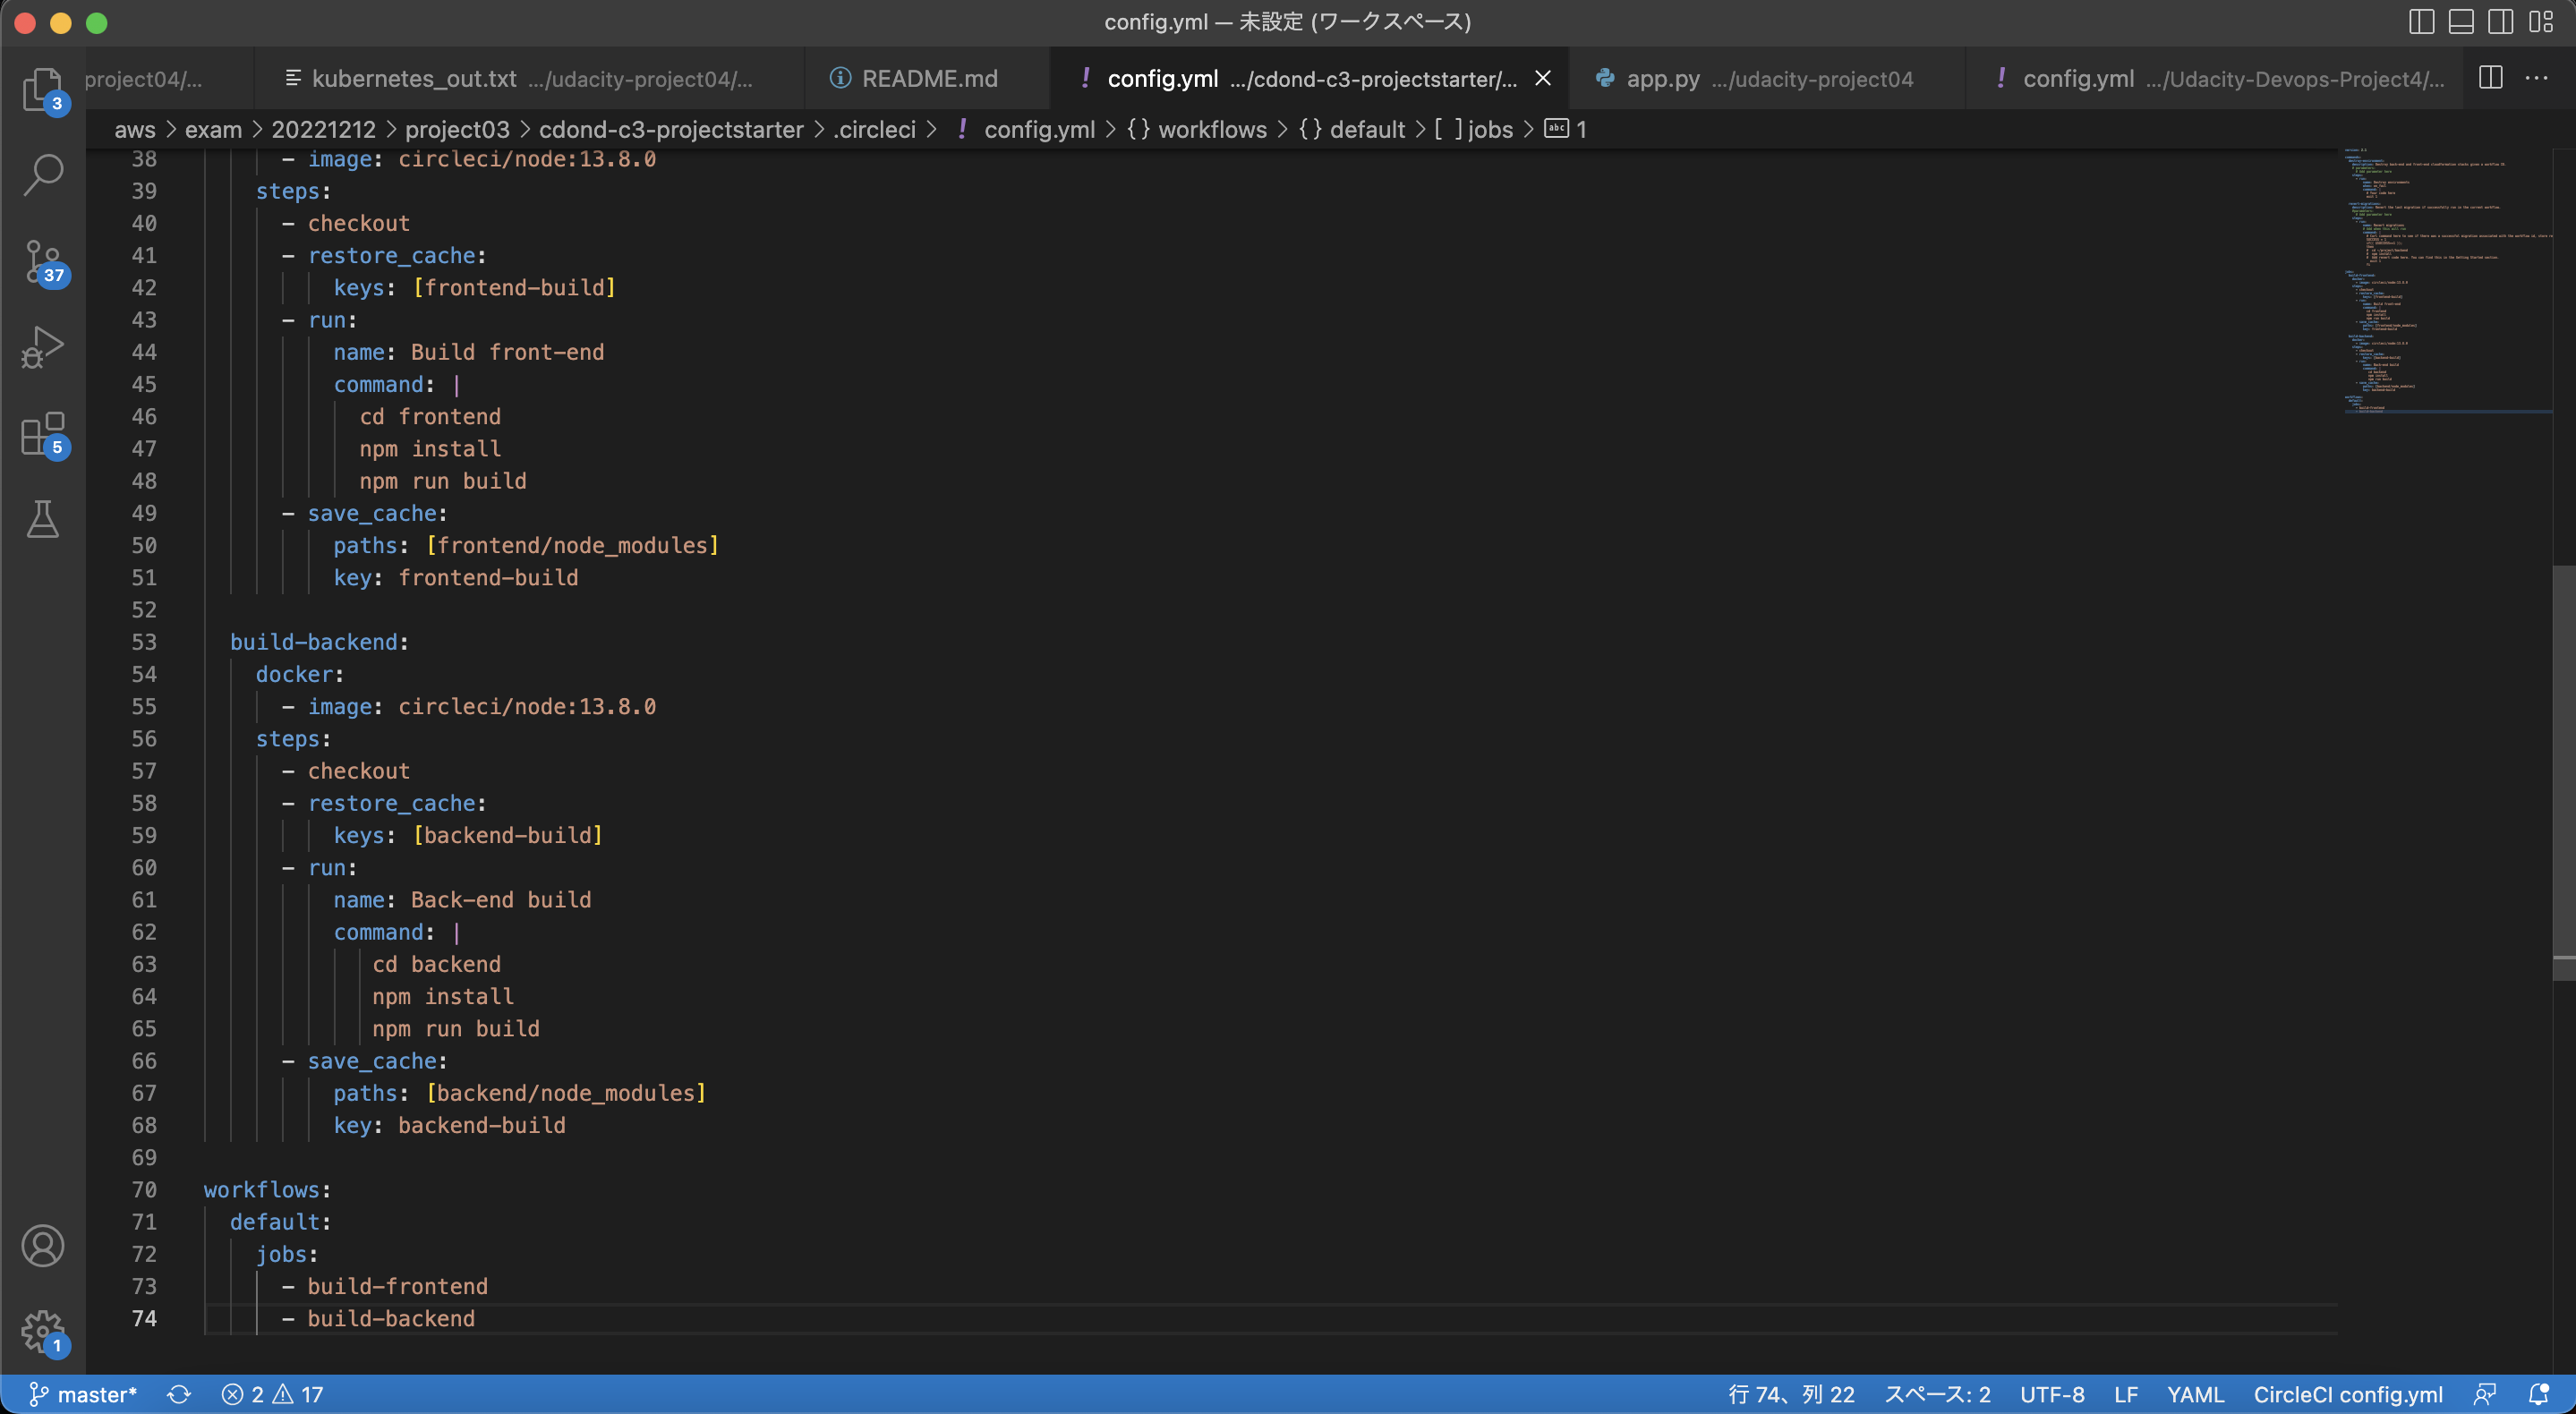 config.yml — 未設定 (ワークスペース)
project04/...
kubernetes_out.txt .../udacity-project04/...
README.md
! config.yml .../cdond-c3-projectstarter/...
app.py .../udacity-project04
! config.yml .../Udacity-Devops-Project4/...
aws > exam > 20221212 > project03 > cdond-c3-projectstarter > .circleci > ! config.yml > {} workflows > {} default > [ ] jobs > abc 1
3
37
5
1
38 - image: circleci/node:13.8.0
39 steps:
40 - checkout
41 - restore_cache:
42 keys: [frontend-build]
43 - run:
44 name: Build front-end
45 command: |
46 cd frontend
47 npm install
48 npm run build
49 - save_cache:
50 paths: [frontend/node_modules]
51 key: frontend-build
52
53 build-backend:
54 docker:
55 - image: circleci/node:13.8.0
56 steps:
57 - checkout
58 - restore_cache:
59 keys: [backend-build]
60 - run:
61 name: Back-end build
62 command: |
63 cd backend
64 npm install
65 npm run build
66 - save_cache:
67 paths: [backend/node_modules]
68 key: backend-build
69
70 workflows:
71 default:
72 jobs:
73 - build-frontend
74 - build-backend
master* 2 17 行 74、列 22 スペース: 2 UTF-8 LF YAML CircleCI config.yml